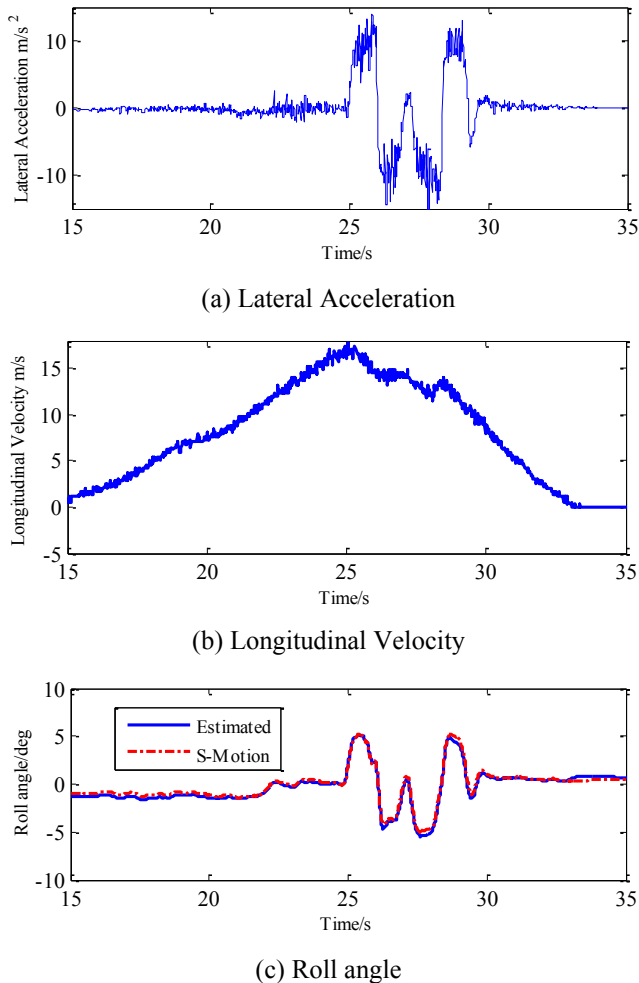 10
0
-10
Lateral Acceleration m/s 2
15 20 25 30 35
Time/s
(a) Lateral Acceleration
15
10
5
0
-5
Longitudinal Velocity m/s
15 20 25 30 35
Time/s
(b) Longitudinal Velocity
10
5
0
-5
-10
Roll angle/deg
Estimated
S-Motion
15 20 25 30 35
Time/s
(c) Roll angle